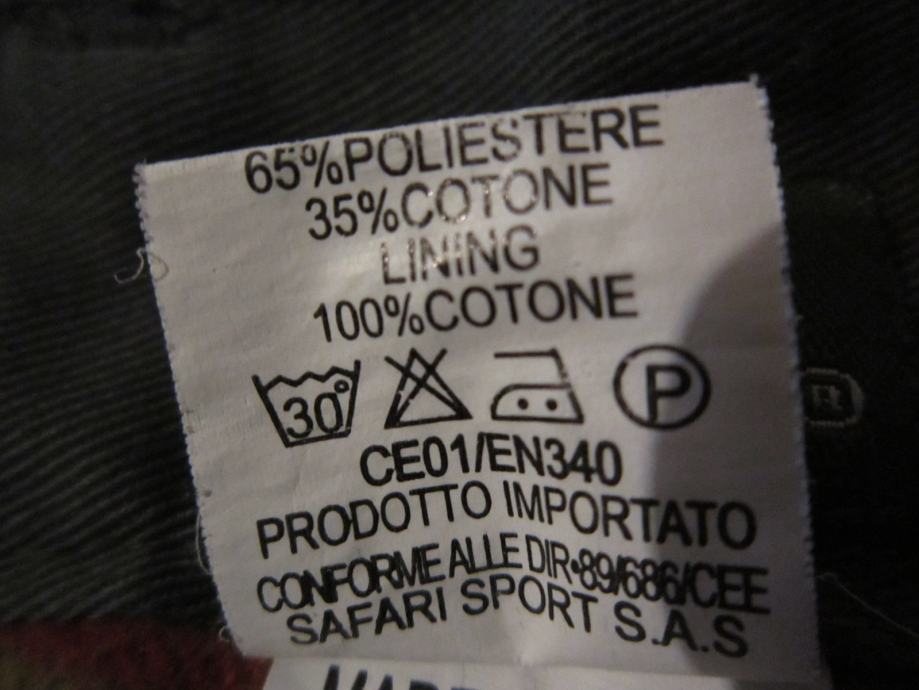 65%POLIESTERE
35%COTONE
LINING
100%COTONE
30°
P
CE01/EN340
PRODOTTO IMPORTATO
CONFORME ALLE DIR•89/686/CEE
SAFARI SPORT S.A.S
R